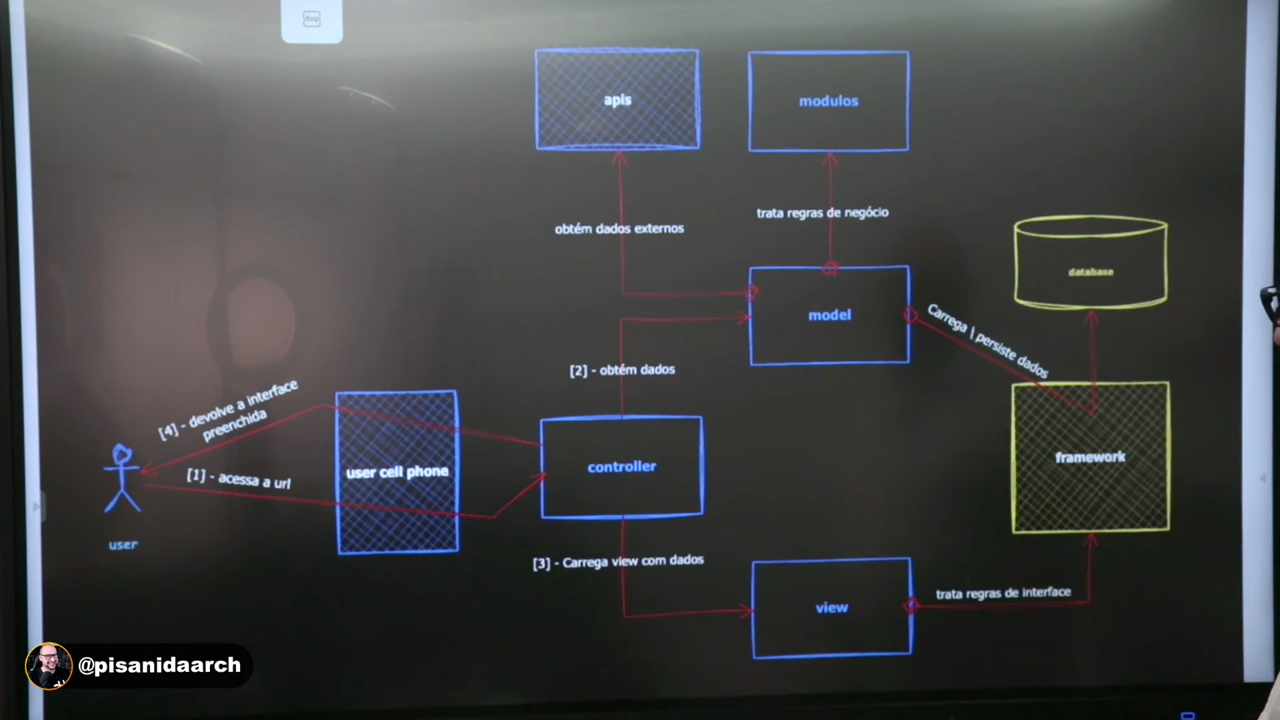 apis
modulos
obtém dados externos
trata regras de negócio
database
model
Carrega | persiste dados
[2] - obtém dados
[4] - devolve a interface
preenchida
user cell phone
controller
framework
[1] - acessa a url
user
[3] - Carrega view com dados
trata regras de interface
view
@pisanidaarch